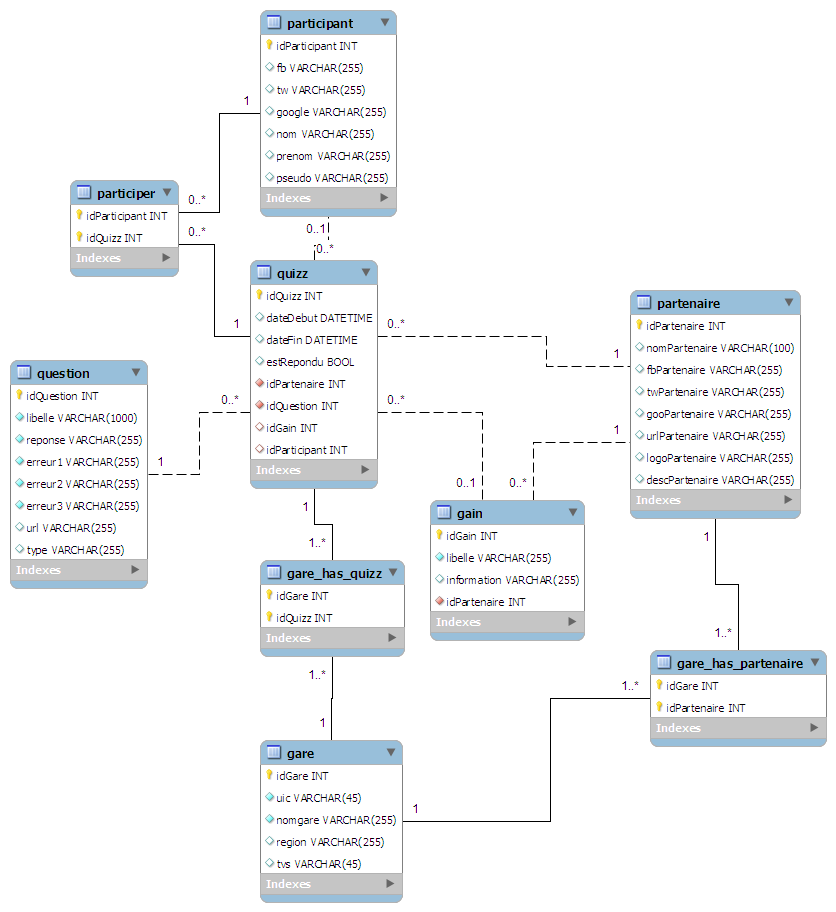 participant
idParticipant INT
fb VARCHAR(255)
tw VARCHAR(255)
google VARCHAR(255)
nom VARCHAR(255)
prenom VARCHAR(255)
pseudo VARCHAR(255)
Indexes
1
0..*
participer
idParticipant INT
idQuizz INT
Indexes
0..*
1
0..1
0..*
quizz
idQuizz INT
dateDebut DATETIME
dateFin DATETIME
estRepondu BOOL
idPartenaire INT
idQuestion INT
idGain INT
idParticipant INT
Indexes
0..*
1
partenaire
idPartenaire INT
nomPartenaire VARCHAR(100)
fbPartenaire VARCHAR(255)
twPartenaire VARCHAR(255)
gooPartenaire VARCHAR(255)
urlPartenaire VARCHAR(255)
logoPartenaire VARCHAR(255)
descPartenaire VARCHAR(255)
Indexes
question
idQuestion INT
libelle VARCHAR(1000)
reponse VARCHAR(255)
erreur1 VARCHAR(255)
erreur2 VARCHAR(255)
erreur3 VARCHAR(255)
url VARCHAR(255)
type VARCHAR(255)
Indexes
0..*
1
0..*
0..1
1
0..*
gain
idGain INT
libelle VARCHAR(255)
information VARCHAR(255)
idPartenaire INT
Indexes
1
1..*
gare_has_quizz
idGare INT
idQuizz INT
Indexes
1..*
1
1
1..*
gare_has_partenaire
idGare INT
idPartenaire INT
Indexes
1..*
1
gare
idGare INT
uic VARCHAR(45)
nomgare VARCHAR(255)
region VARCHAR(255)
tvs VARCHAR(45)
Indexes